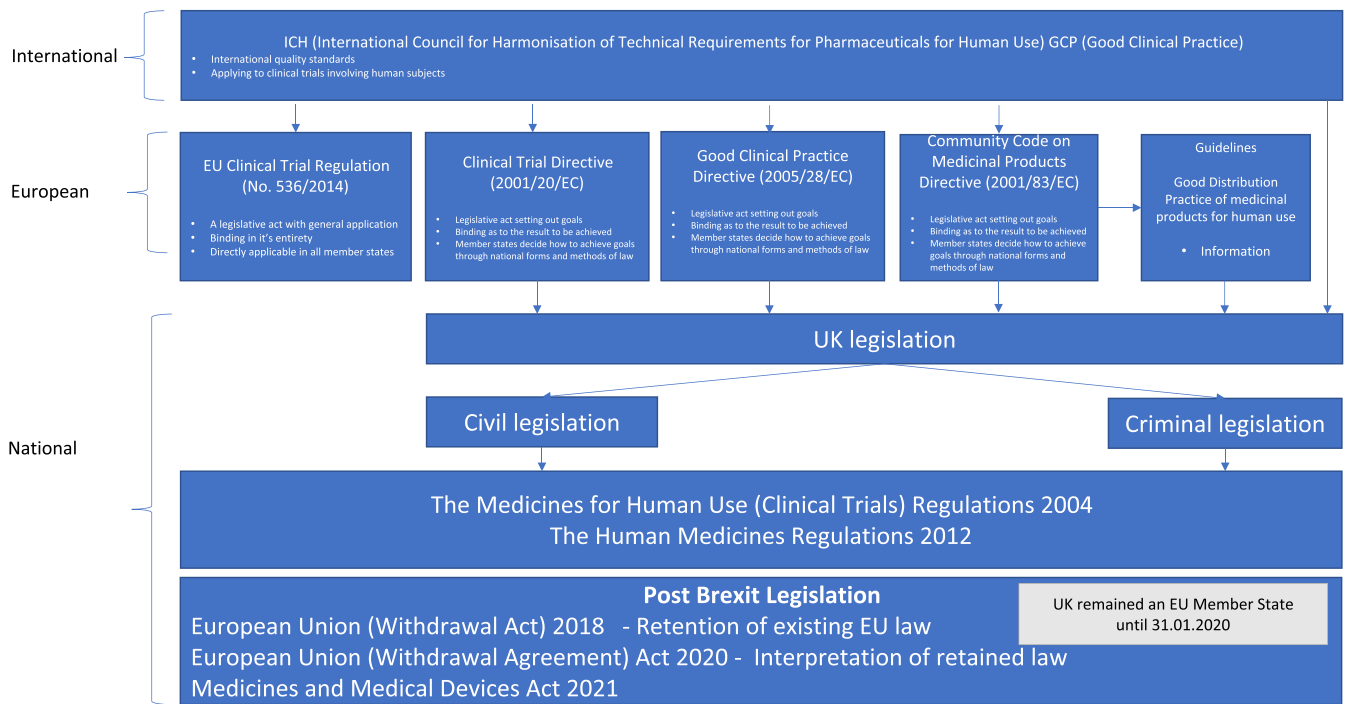 International
ICH (International Council for Harmonisation of Technical Requirements for Pharmaceuticals for Human Use) GCP (Good Clinical Practice)
• International quality standards
• Applying to clinical trials involving human subjects
European
EU Clinical Trial Regulation
(No. 536/2014)
• A legislative act with general application
• Binding in it's entirety
• Directly applicable in all member states
Clinical Trial Directive
(2001/20/EC)
• Legislative act setting out goals
• Binding as to the result to be achieved
• Member states decide how to achieve goals
through national forms and methods of law
Good Clinical Practice
Directive (2005/28/EC)
• Legislative act setting out goals
• Binding as to the result to be achieved
• Member states decide how to achieve goals
through national forms and methods of law
Community Code on
Medicinal Products
Directive (2001/83/EC)
• Legislative act setting out goals
• Binding as to the result to be achieved
• Member states decide how to achieve
goals through national forms and
methods of law
Guidelines
Good Distribution
Practice of medicinal
products for human use
• Information
National
UK legislation
Civil legislation
Criminal legislation
The Medicines for Human Use (Clinical Trials) Regulations 2004
The Human Medicines Regulations 2012
Post Brexit Legislation
European Union (Withdrawal Act) 2018 - Retention of existing EU law
European Union (Withdrawal Agreement) Act 2020 - Interpretation of retained law
Medicines and Medical Devices Act 2021
UK remained an EU Member State
until 31.01.2020